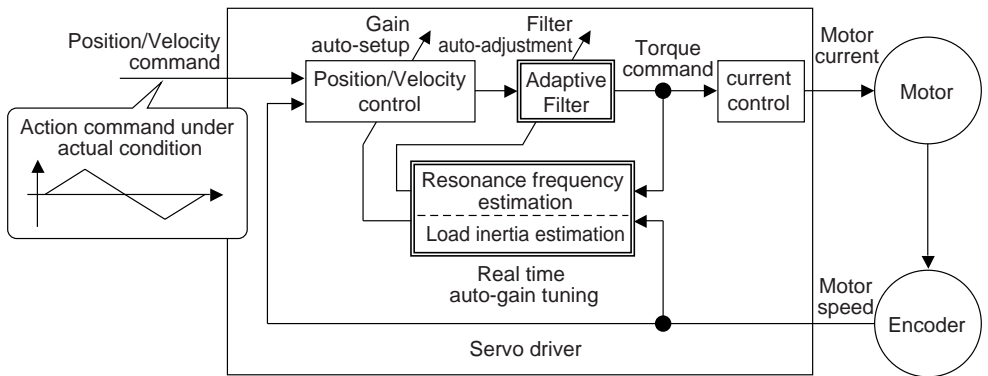 Gain
auto-setup
Filter
auto-adjustment
Position/Velocity
command
Torque
command
Motor
current
Position/Velocity
control
Adaptive
Filter
current
control
Motor
Action command under
actual condition
Resonance frequency
estimation
Load inertia estimation
Real time
auto-gain tuning
Motor
speed
Encoder
Servo driver